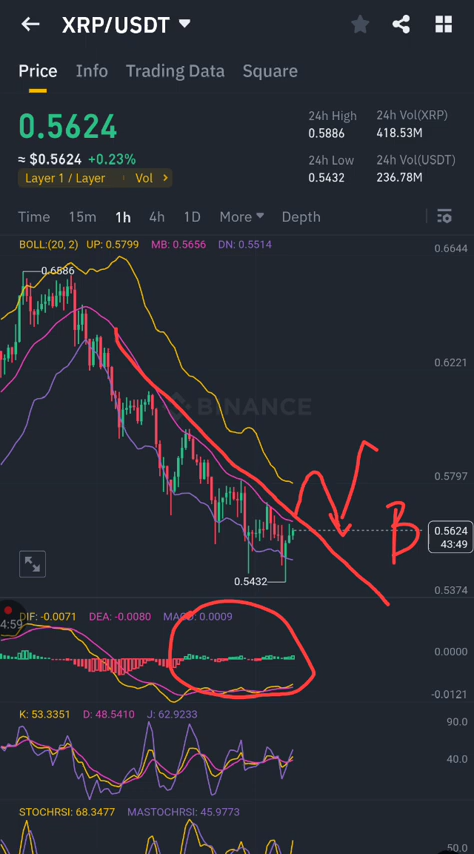 XRP/USDT
Price Info Trading Data Square
0.5624
≈ $0.5624 +0.23%
Layer 1 / Layer Vol >
24h High 24h Vol(XRP)
0.5886 418.53M
24h Low 24h Vol(USDT)
0.5432 236.78M
Time 15m 1h 4h 1D More Depth
BOLL:(20, 2) UP: 0.5799 MB: 0.5656 DN: 0.5514
0.6644
0.6586
0.6221
BINANCE
0.5797
B
0.5624
43:49
0.5432
0.5374
4:59
DIF: -0.0071 DEA: -0.0080 MACD: 0.0009
0.0000
-0.0121
K: 53.3351 D: 48.5410 J: 62.9233
90.0
40.0
STOCHRSI: 68.3477 MASTOCHRSI: 45.9773
50.0